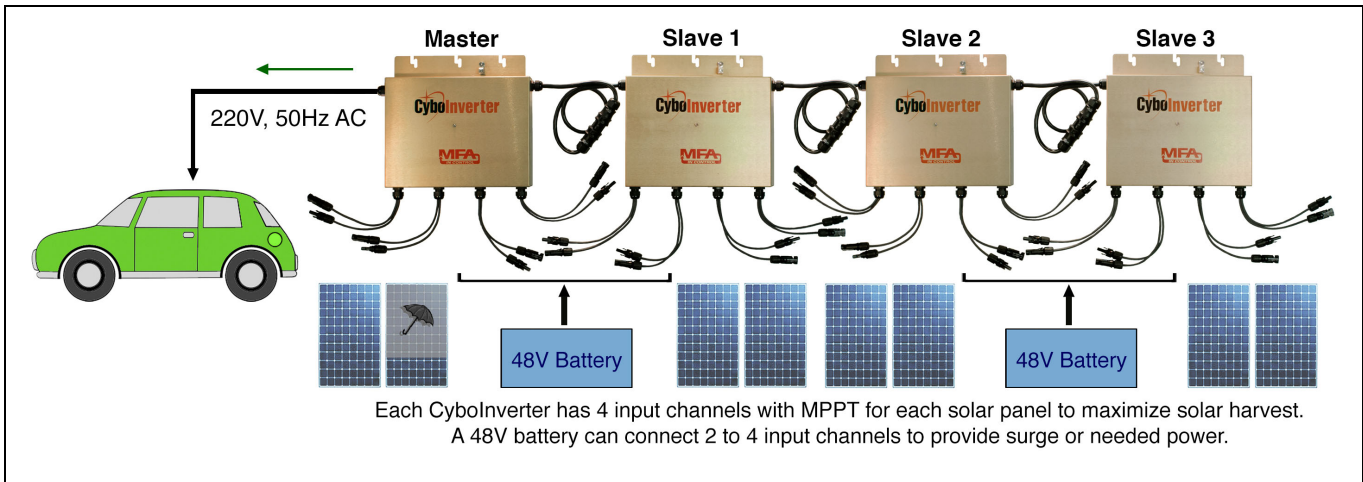 Master
Slave 1
Slave 2
Slave 3
220V, 50Hz AC
CyboInverter
CyboInverter
CyboInverter
CyboInverter
MFA
MFA
MFA
MFA
48V Battery
48V Battery
Each CyboInverter has 4 input channels with MPPT for each solar panel to maximize solar harvest.
A 48V battery can connect 2 to 4 input channels to provide surge or needed power.